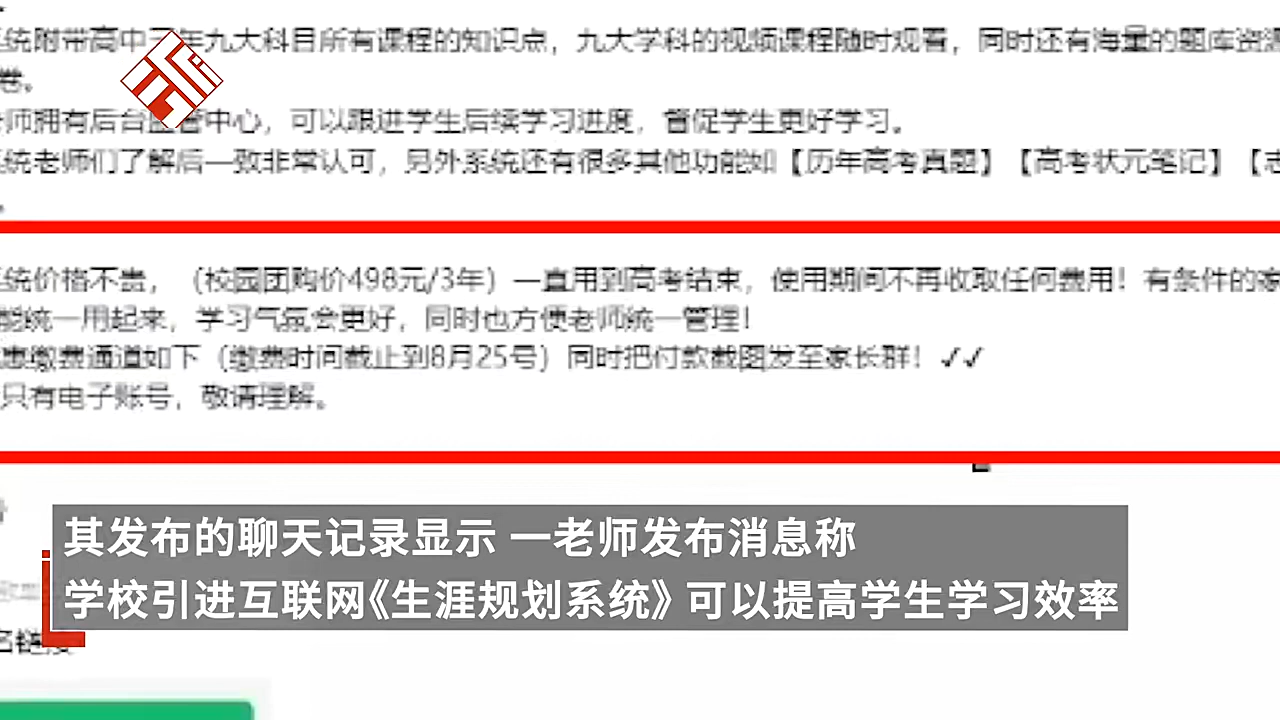 统附带高中三年九大科目所有课程的知识点，九大学科的视频课程随时观看，同时还有海量的题库资源
卷。
师拥有后台监管中心，可以跟进学生后续学习进度，督促学生更好学习。
统老师们了解后一致非常认可，另外系统还有很多其他功能如【历年高考真题】【高考状元笔记】【志
统价格不贵，（校园团购价498元/3年）一直用到高考结束，使用期间不再收取任何费用！有条件的家
能统一用起来，学习气氛会更好，同时也方便老师统一管理！
惠缴费通道如下（缴费时间截止到8月25号）同时把付款截图发至家长群！✓✓
只有电子账号，敬请理解。
其发布的聊天记录显示 一老师发布消息称
学校引进互联网《生涯规划系统》可以提高学生学习效率
名链接